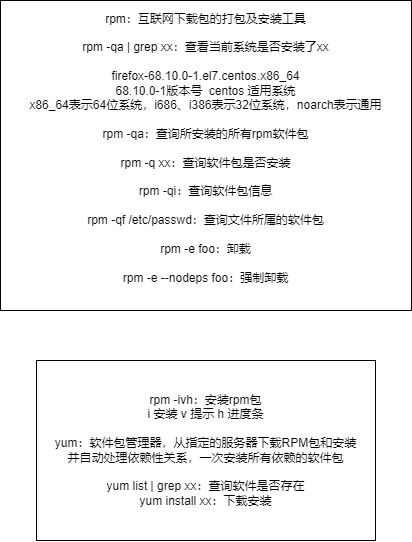 rpm：互联网下载包的打包及安装工具
rpm -qa | grep xx：查看当前系统是否安装了xx
firefox-68.10.0-1.el7.centos.x86_64
68.10.0-1版本号 centos 适用系统
x86_64表示64位系统，i686、i386表示32位系统，noarch表示通用
rpm -qa：查询所安装的所有rpm软件包
rpm -q xx：查询软件包是否安装
rpm -qi：查询软件包信息
rpm -qf /etc/passwd：查询文件所属的软件包
rpm -e foo：卸载
rpm -e --nodeps foo：强制卸载
rpm -ivh：安装rpm包
i 安装 v 提示 h 进度条
yum：软件包管理器，从指定的服务器下载RPM包和安装
并自动处理依赖性关系，一次安装所有依赖的软件包
yum list | grep xx：查询软件是否存在
yum install xx：下载安装